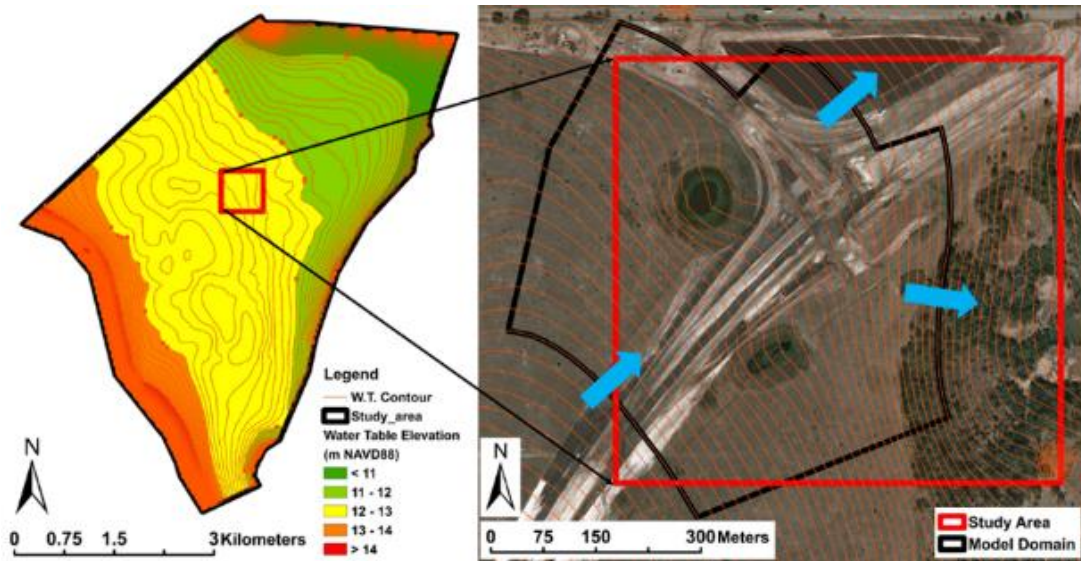 Legend
W.T. Contour
Study_area
Water Table Elevation
(m NAVD88)
< 11
11 - 12
12 - 13
13 - 14
> 14
N
0 0.75 1.5 3 Kilometers
N
0 75 150 300 Meters
Study Area
Model Domain